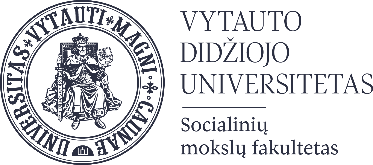 UNIVERSITAS VYTAUTI MAGNI CAUNAE
VYTAUTO
DIDŽIOJO
UNIVERSITETAS
Socialinių
mokslų fakultetas